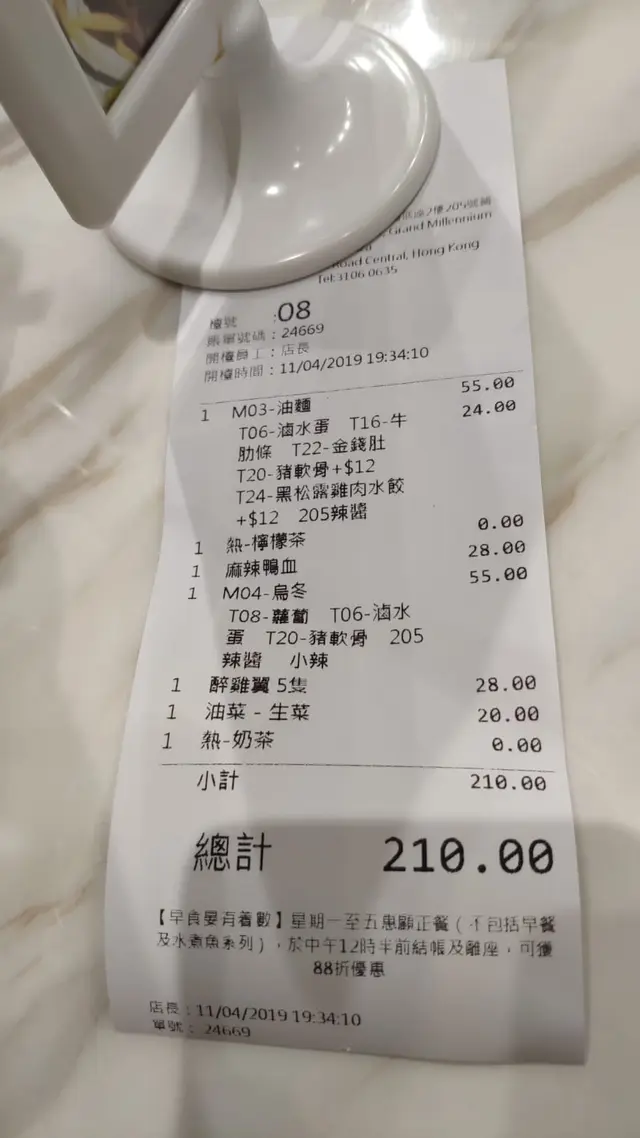 座2樓205號舖
Grand Millennium
Road Central, Hong Kong
Tel:3106 0635
檯號 :08
賬單號碼：24669
開檯員工：店長
開檯時間：11/04/2019 19:34:10
1 M03-油麵 55.00
T06-滷水蛋 T16-牛 24.00
肋條 T22-金錢肚
T20-豬軟骨+$12
T24-黑松露雞肉水餃
+$12 205辣醬
1 熱-檸檬茶 0.00
1 麻辣鴨血 28.00
1 M04-烏冬 55.00
T08-蘿蔔 T06-滷水
蛋 T20-豬軟骨 205
辣醬 小辣
1 醉雞翼 5隻 28.00
1 油菜 - 生菜 20.00
1 熱-奶茶 0.00
小計 210.00
總計 210.00
【早食晏有着數】星期一至五惠顧正餐（不包括早餐
及水煮魚系列），於中午12時半前結帳及離座，可獲
88折優惠
店長：11/04/2019 19:34:10
單號：24669